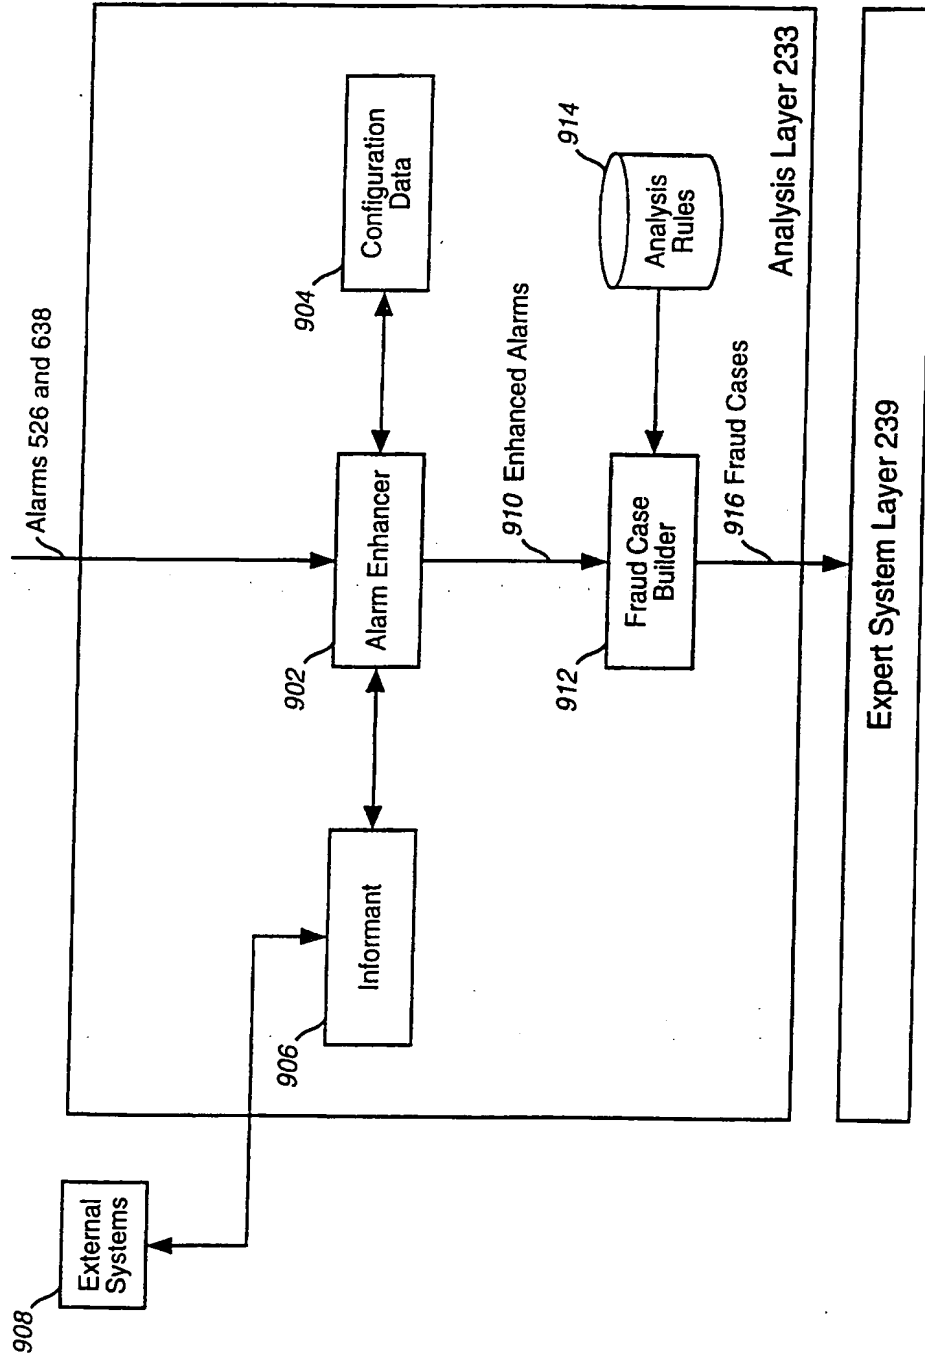 Alarms 526 and 638
908
External
Systems
906
Informant
902
Alarm Enhancer
904
Configuration
Data
910 Enhanced Alarms
912
Fraud Case
Builder
914
Analysis
Rules
916 Fraud Cases
Analysis Layer 233
Expert System Layer 239